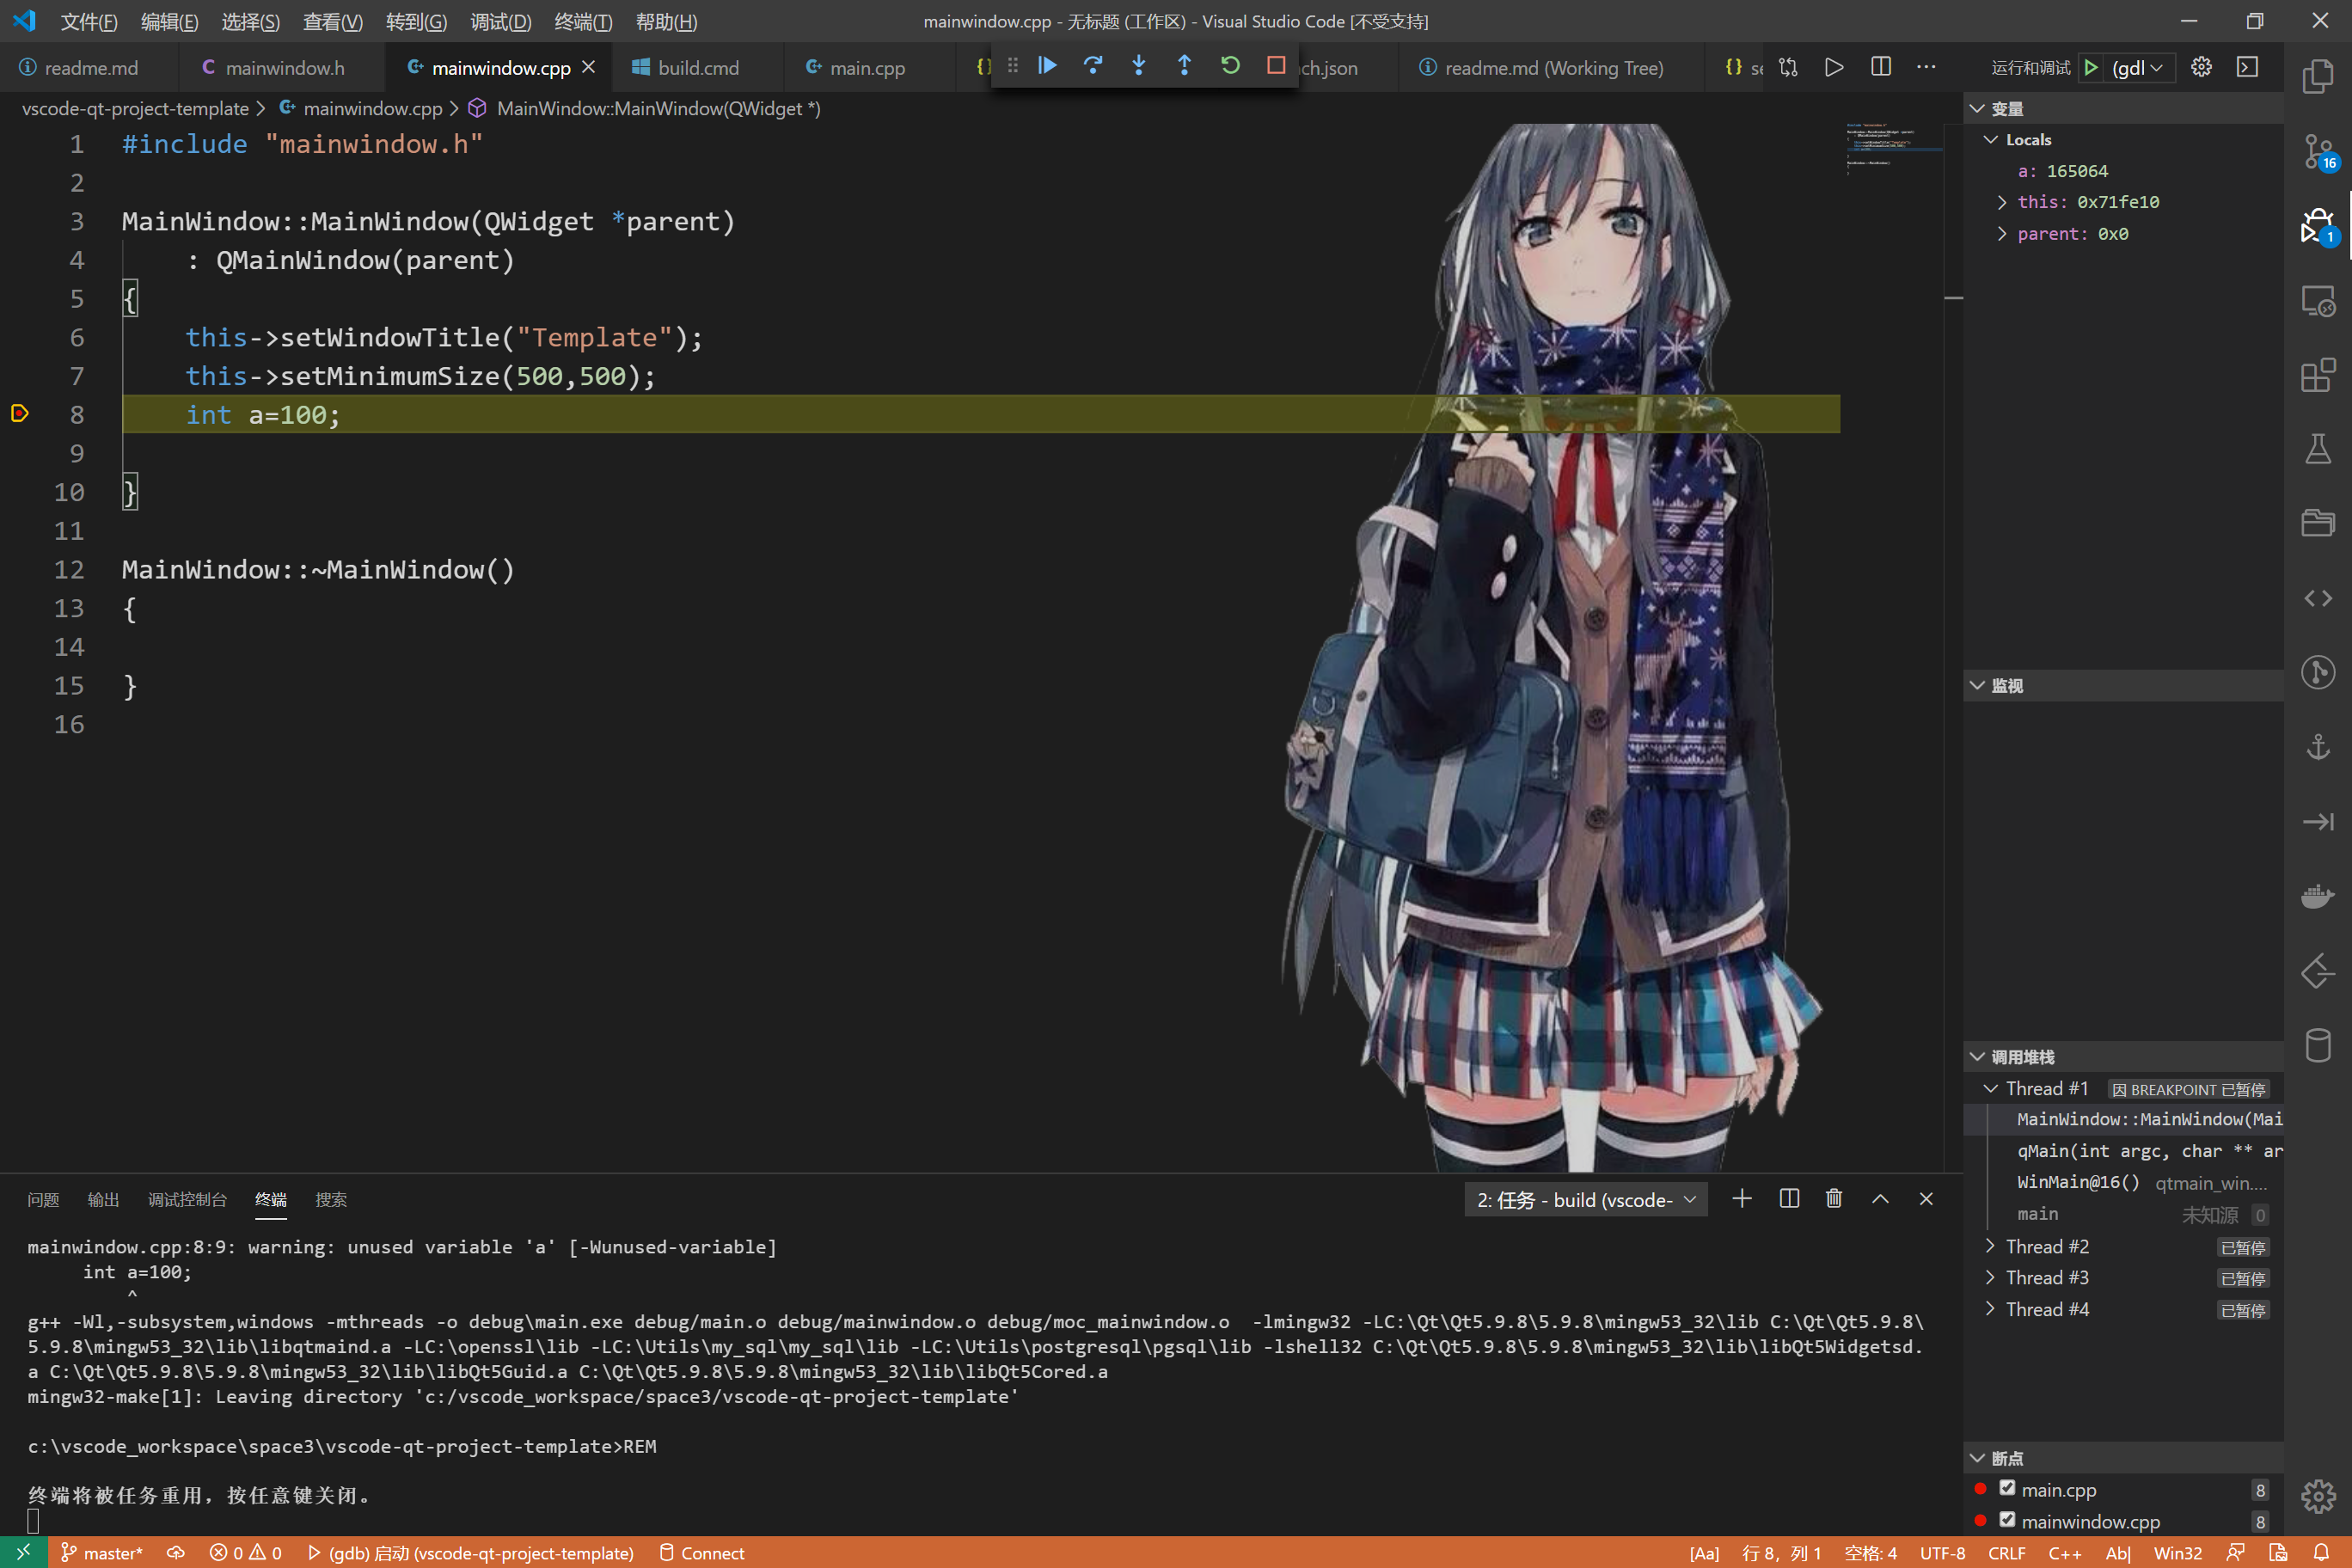 文件(F) 编辑(E) 选择(S) 查看(V) 转到(G) 调试(D) 终端(T) 帮助(H)
mainwindow.cpp - 无标题 (工作区) - Visual Studio Code [不受支持]
readme.md mainwindow.h mainwindow.cpp build.cmd main.cpp ch.json readme.md (Working Tree)
运行和调试 (gdl
vscode-qt-project-template > mainwindow.cpp > MainWindow::MainWindow(QWidget *)
1 #include "mainwindow.h"
2
3 MainWindow::MainWindow(QWidget *parent)
4 : QMainWindow(parent)
5 {
6 this->setWindowTitle("Template");
7 this->setMinimumSize(500,500);
8 int a=100;
9
10 }
11
12 MainWindow::~MainWindow()
13 {
14
15 }
16
变量
Locals
a: 165064
this: 0x71fe10
parent: 0x0
16
1
监视
调用堆栈
Thread #1 因 BREAKPOINT 已暂停
MainWindow::MainWindow(Mai
qMain(int argc, char ** ar
WinMain@16() qtmain_win....
main 未知源 0
Thread #2 已暂停
Thread #3 已暂停
Thread #4 已暂停
断点
main.cpp 8
mainwindow.cpp 8
问题 输出 调试控制台 终端 搜索
2: 任务 - build (vscode-
mainwindow.cpp:8:9: warning: unused variable 'a' [-Wunused-variable]
int a=100;
^
g++ -Wl,-subsystem,windows -mthreads -o debug\main.exe debug/main.o debug/mainwindow.o debug/moc_mainwindow.o  -lmingw32 -LC:\Qt\Qt5.9.8\5.9.8\mingw53_32\lib C:\Qt\Qt5.9.8\
5.9.8\mingw53_32\lib\libqtmaind.a -LC:\openssl\lib -LC:\Utils\my_sql\my_sql\lib -LC:\Utils\postgresql\pgsql\lib -lshell32 C:\Qt\Qt5.9.8\5.9.8\mingw53_32\lib\libQt5Widgetsd.
a C:\Qt\Qt5.9.8\5.9.8\mingw53_32\lib\libQt5Guid.a C:\Qt\Qt5.9.8\5.9.8\mingw53_32\lib\libQt5Cored.a
mingw32-make[1]: Leaving directory 'c:/vscode_workspace/space3/vscode-qt-project-template'
c:\vscode_workspace\space3\vscode-qt-project-template>REM
终端将被任务重用，按任意键关闭。
master* 0 0 (gdb) 启动 (vscode-qt-project-template) Connect
[Aa] 行 8，列 1 空格: 4 UTF-8 CRLF C++ Ab| Win32